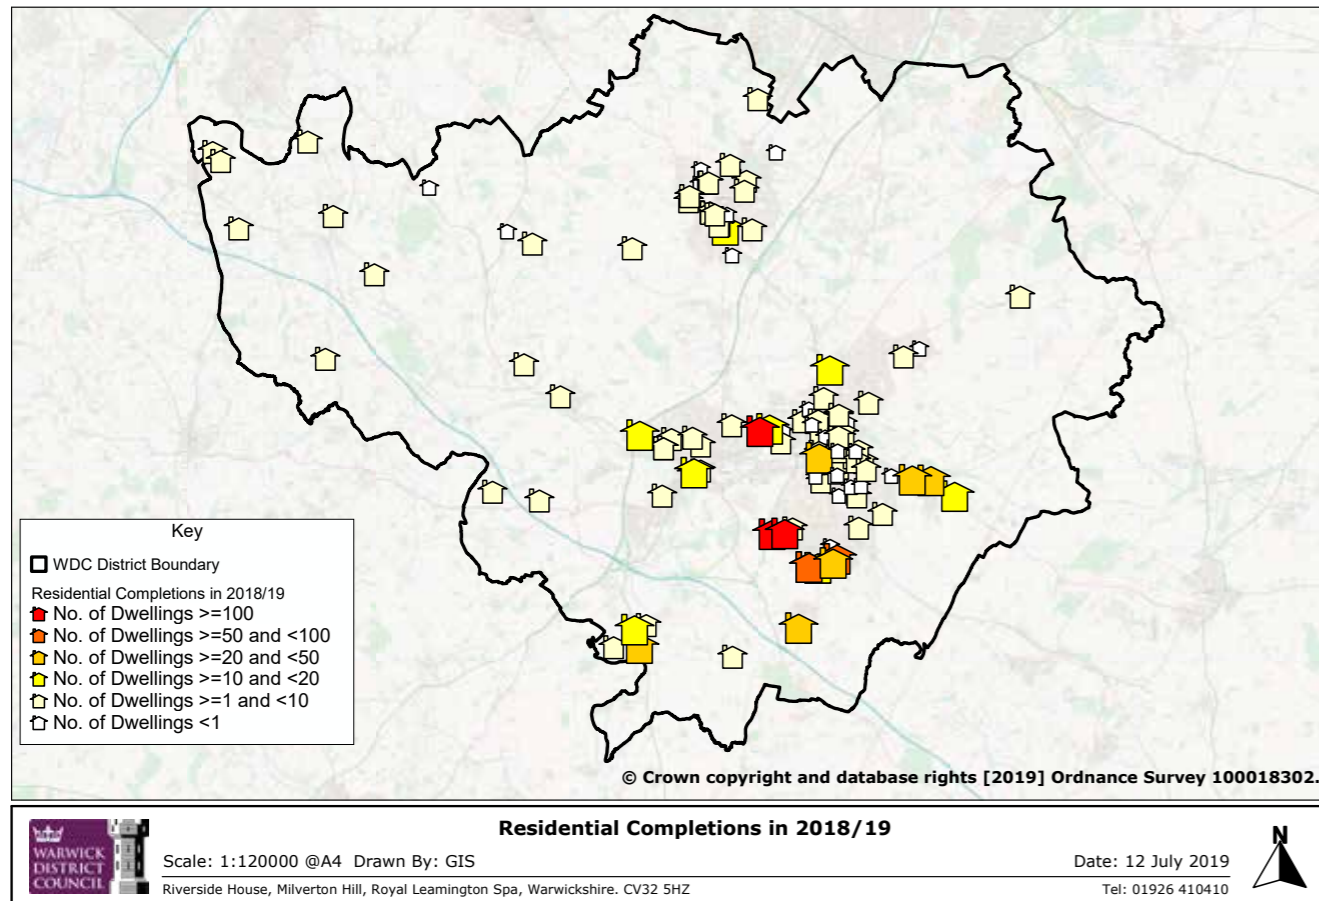 Key
WDC District Boundary
Residential Completions in 2018/19
No. of Dwellings >=100
No. of Dwellings >=50 and <100
No. of Dwellings >=20 and <50
No. of Dwellings >=10 and <20
No. of Dwellings >=1 and <10
No. of Dwellings <1
© Crown copyright and database rights [2019] Ordnance Survey 100018302.
WARWICK
DISTRICT
COUNCIL
Residential Completions in 2018/19
Scale: 1:120000 @A4 Drawn By: GIS
Date: 12 July 2019
Riverside House, Milverton Hill, Royal Leamington Spa, Warwickshire. CV32 5HZ
Tel: 01926 410410
N